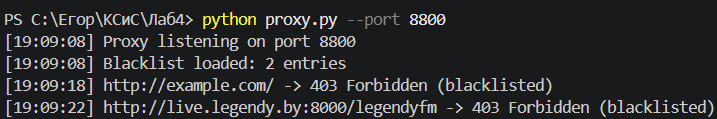 PS C:\Егор\КСиС\Лаб4> python proxy.py --port 8800
[19:09:08] Proxy listening on port 8800
[19:09:08] Blacklist loaded: 2 entries
[19:09:18] http://example.com/ -> 403 Forbidden (blacklisted)
[19:09:22] http://live.legendy.by:8000/legendyfm -> 403 Forbidden (blacklisted)